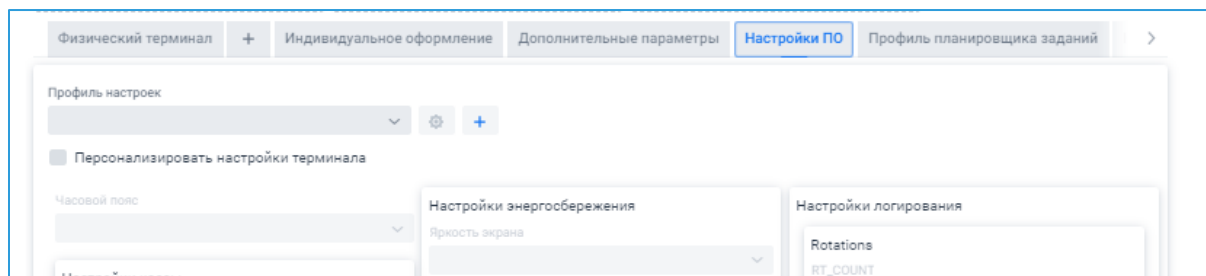 Физический терминал + Индивидуальное оформление Дополнительные параметры Настройки ПО Профиль планировщика заданий >
Профиль настроек
+
Персонализировать настройки терминала
Часовой пояс
Настройки энергосбережения
Яркость экрана
Настройки логирования
Rotations
RT_COUNT